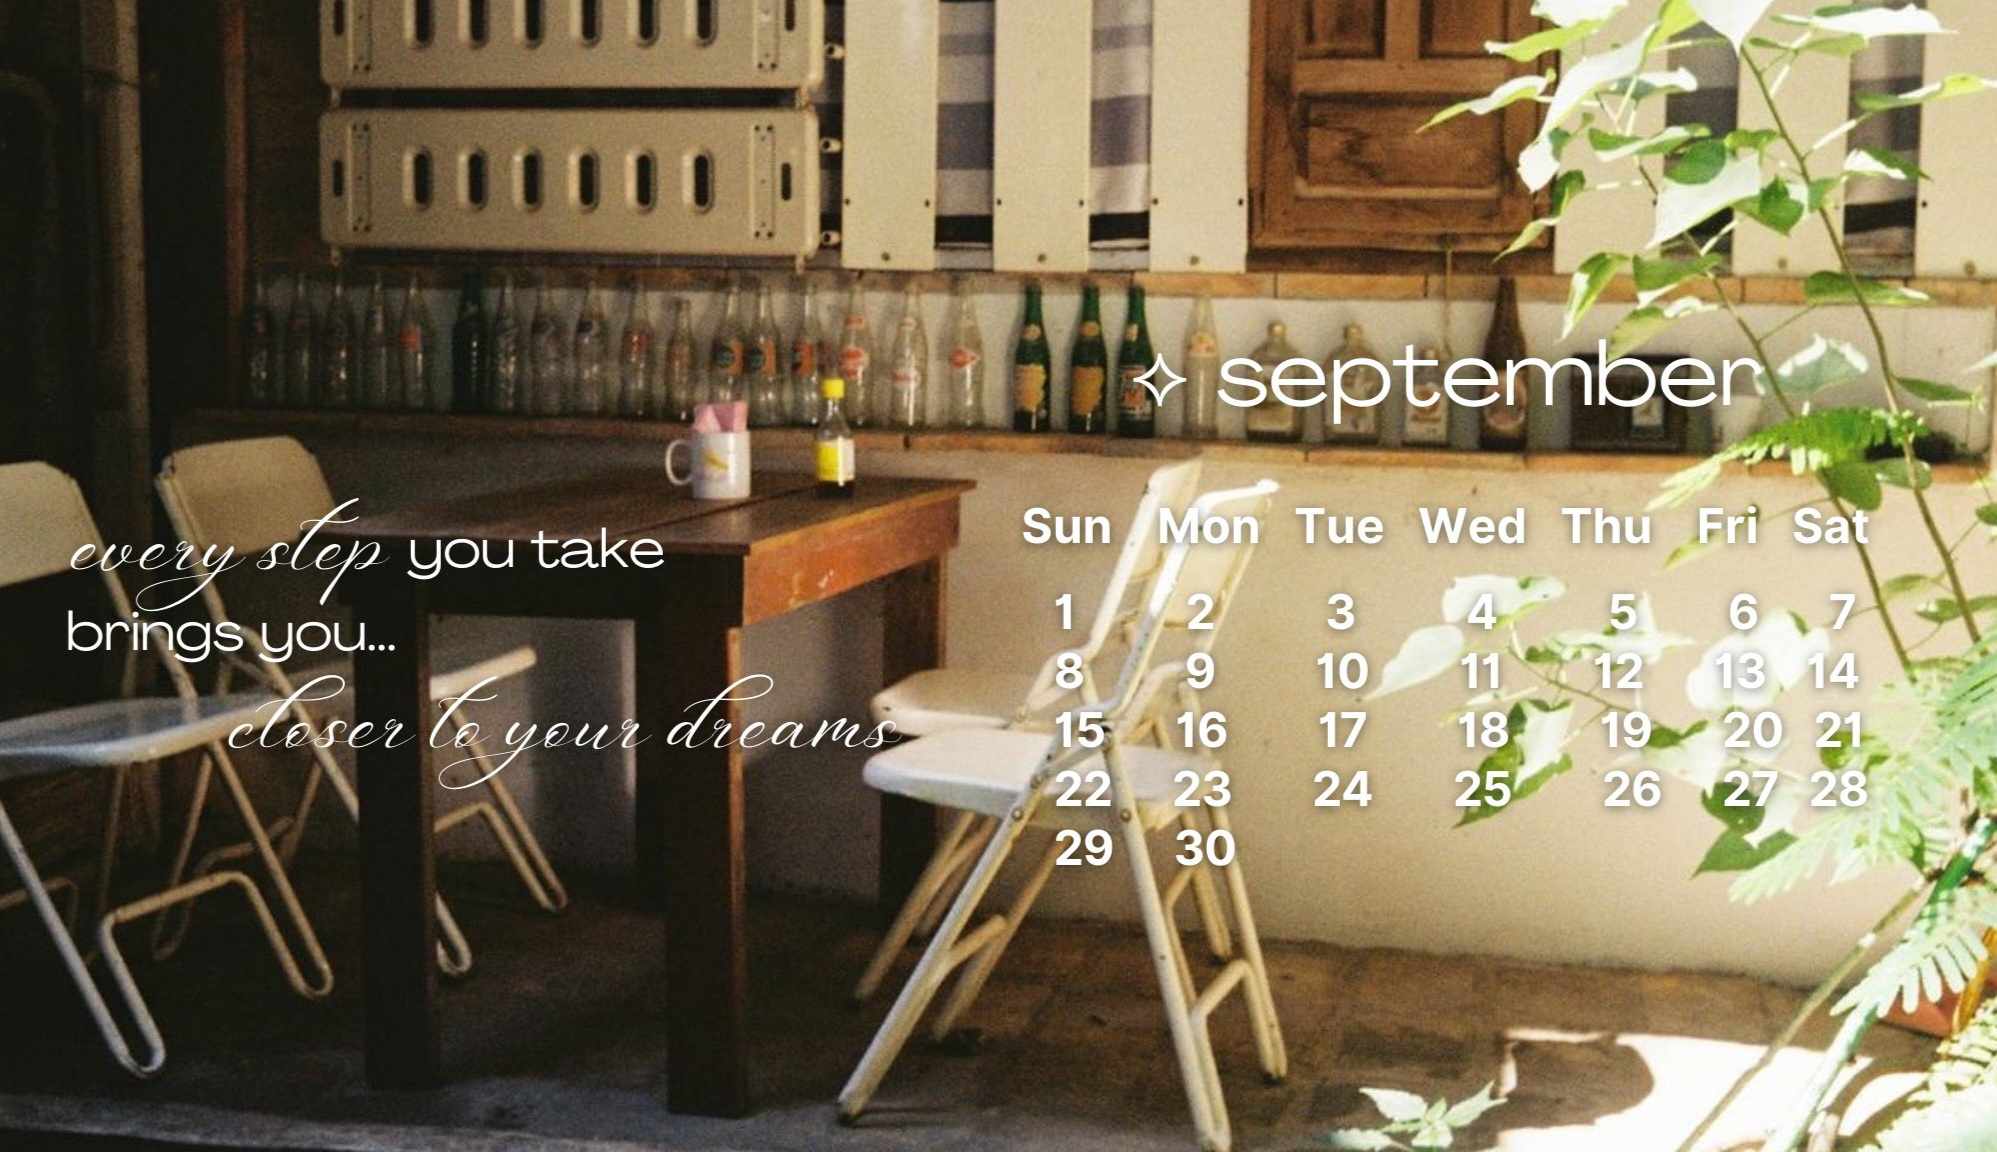 ✧ september
every step you take
brings you...
closer to your dreams
Sun Mon Tue Wed Thu Fri Sat
1 2 3 4 5 6 7
8 9 10 11 12 13 14
15 16 17 18 19 20 21
22 23 24 25 26 27 28
29 30